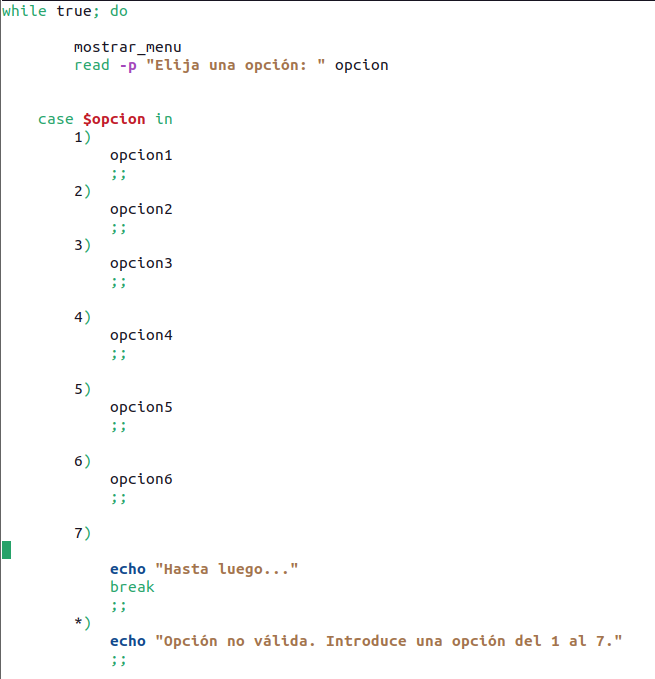 while true; do
mostrar_menu
read -p "Elija una opción: " opcion
case $opcion in
1)
opcion1
;;
2)
opcion2
;;
3)
opcion3
;;
4)
opcion4
;;
5)
opcion5
;;
6)
opcion6
;;
7)
echo "Hasta luego..."
break
;;
*)
echo "Opción no válida. Introduce una opción del 1 al 7."
;;